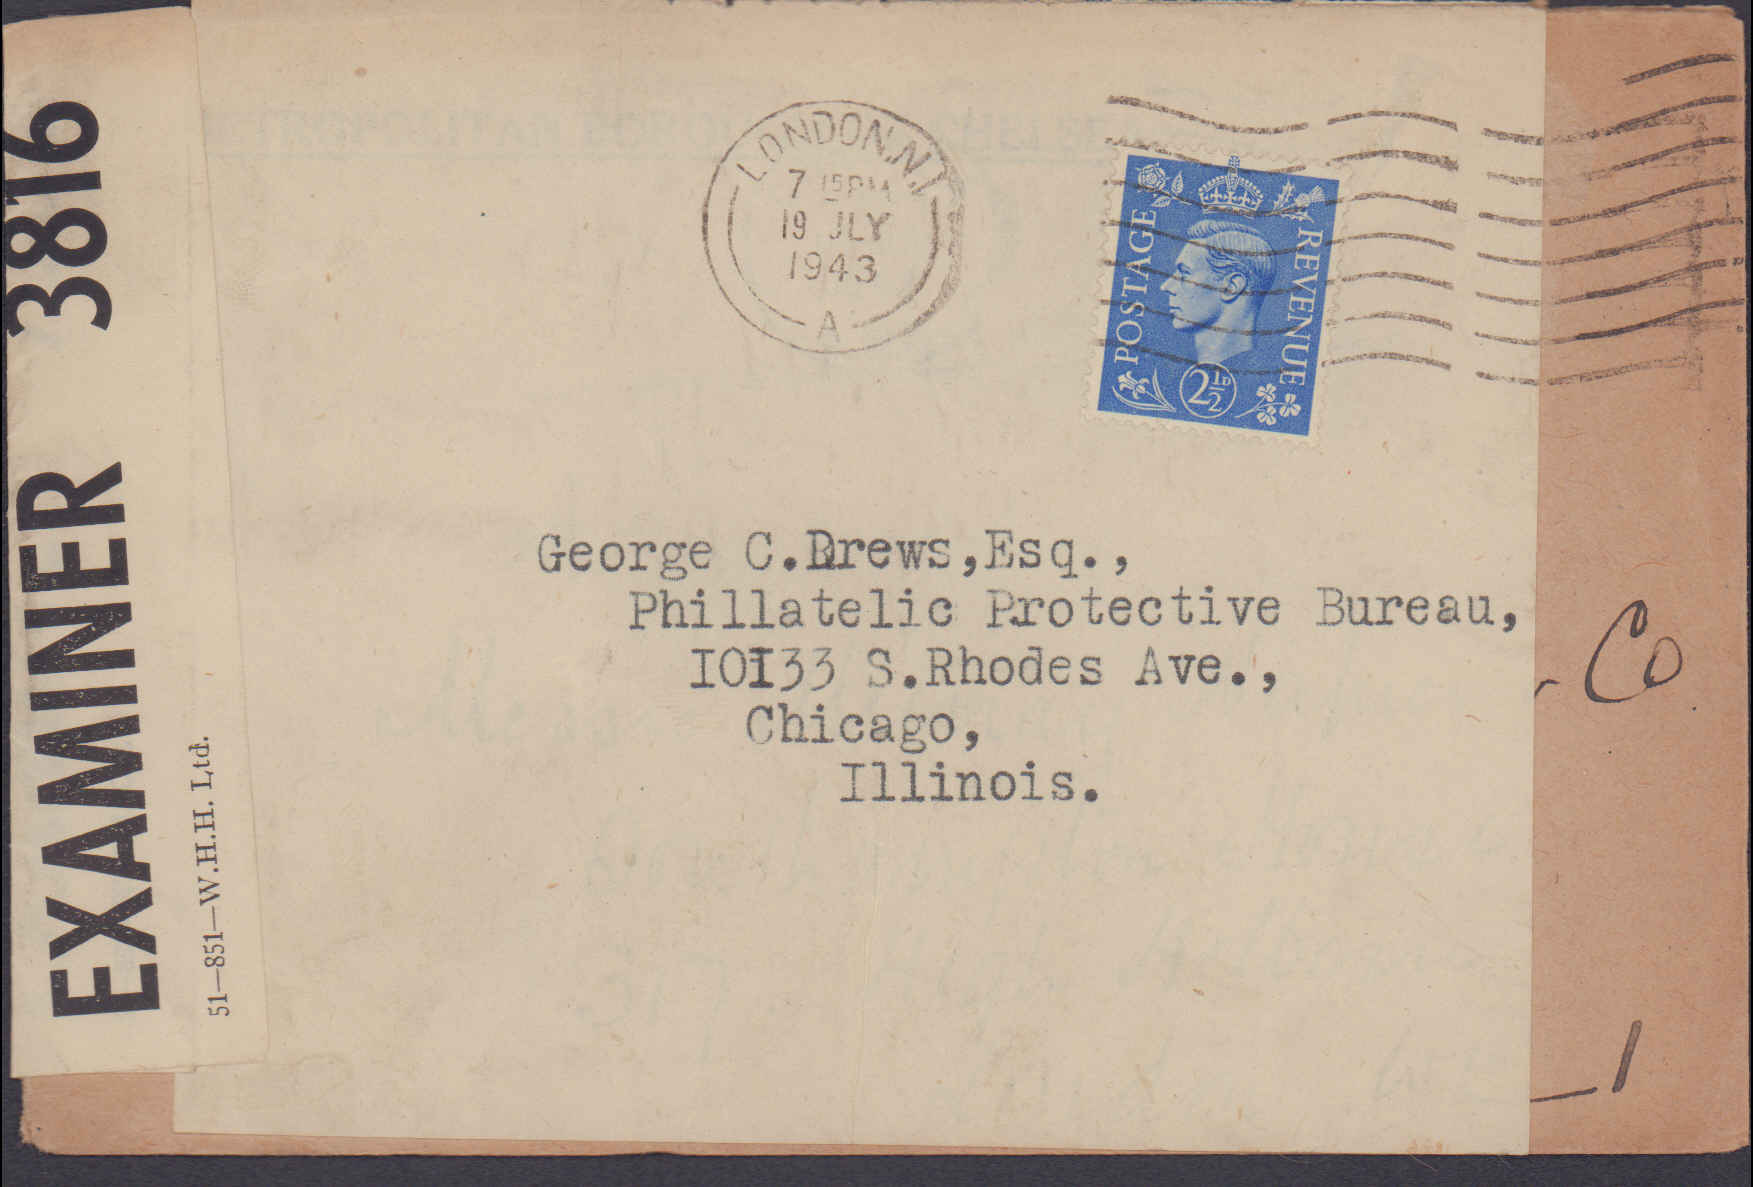 EXAMINER 3816
51—851—W.H.H. Ltd.
LONDON.N.1
7 15PM
19 JLY
1943
A
POSTAGE
REVENUE
2½D
George C.Drews,Esq.,
Phillatelic Protective Bureau,
IOI33 S.Rhodes Ave.,
Chicago,
Illinois.
Co